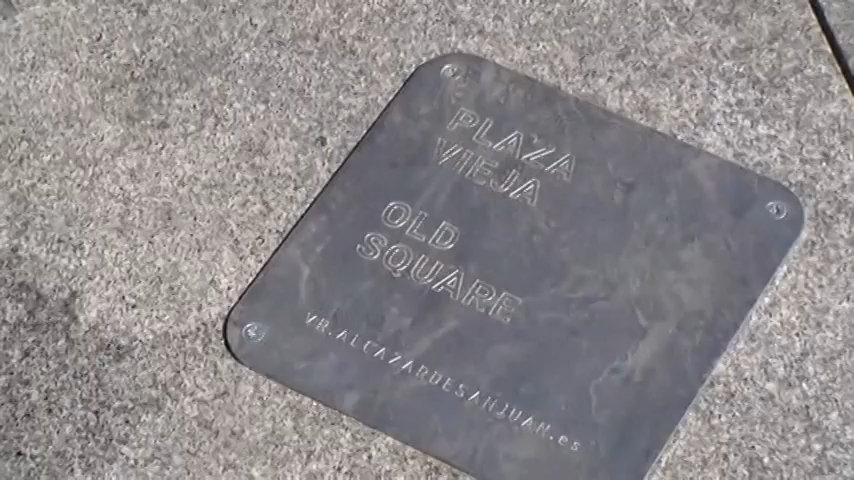 PLAZA
VIEJA
OLD
SQUARE
VR.ALCAZARDESANJUAN.es